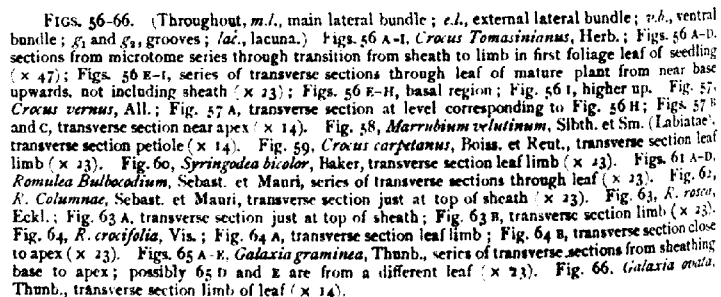 FIGS. 56-66. (Throughout, m.l., main lateral bundle; e.l., external lateral bundle; v.b., ventral
bundle; g₁ and g₂, grooves; lac., lacuna.) Figs. 56 A-I, Crocus Tomasinianus, Herb.; Figs. 56 A-D.
sections from microtome series through transition from sheath to limb in first foliage leaf of seedling
(× 47); Figs. 56 E-I, series of transverse sections through leaf of mature plant from near base
upwards, not including sheath (× 23); Figs. 56 E-H, basal region; Fig. 56 I, higher up. Fig. 57.
Crocus vernus, All.; Fig. 57 A, transverse section at level corresponding to Fig. 56 H; Figs. 57 B
and C, transverse section near apex (× 14). Fig. 58, Marrubium velutinum, Sibth. et Sm. (Labiatae),
transverse section petiole (× 14). Fig. 59, Crocus carpetanus, Boiss. et Reut., transverse section leaf
limb (× 23). Fig. 60, Syringodea bicolor, Baker, transverse section leaf limb (× 23). Figs. 61 A-D,
Romulea Bulbocodium, Sebast. et Mauri, series of transverse sections through leaf (× 23). Fig. 62,
R. Columnae, Sebast. et Mauri, transverse section just at top of sheath (× 23). Fig. 63, R. rosea,
Eckl.; Fig. 63 A, transverse section just at top of sheath; Fig. 63 B, transverse section limb (× 23).
Fig. 64, R. crocifolia, Vis.; Fig. 64 A, transverse section leaf limb; Fig. 64 B, transverse section close
to apex (× 23). Figs. 65 A-E, Galaxia graminea, Thunb., series of transverse sections from sheathing
base to apex; possibly 65 D and E are from a different leaf (× 23). Fig. 66. Galaxia ovata,
Thunb., transverse section limb of leaf (× 14).